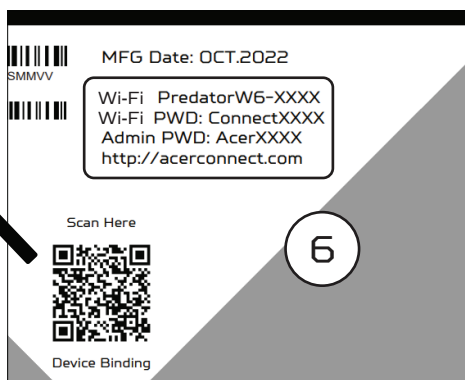 MFG Date: OCT.2022
SMMVV
Wi-Fi PredatorW6-XXXX
Wi-Fi PWD: ConnectXXXX
Admin PWD: AcerXXXX
http://acerconnect.com
Scan Here
6
Device Binding